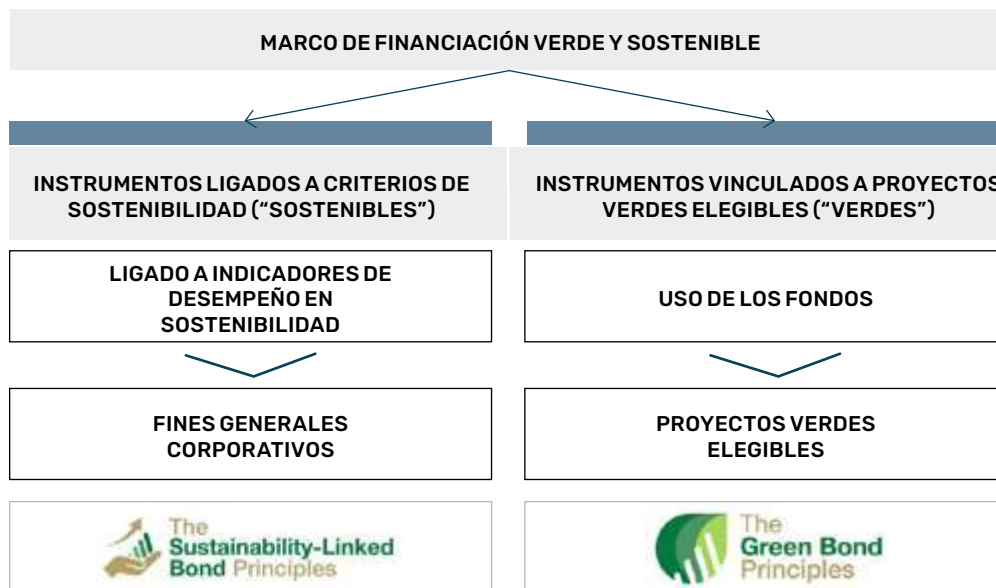 MARCO DE FINANCIACIÓN VERDE Y SOSTENIBLE
INSTRUMENTOS LIGADOS A CRITERIOS DE
SOSTENIBILIDAD (“SOSTENIBLES”)
INSTRUMENTOS VINCULADOS A PROYECTOS
VERDES ELEGIBLES (“VERDES”)
LIGADO A INDICADORES DE
DESEMPEÑO EN
SOSTENIBILIDAD
USO DE LOS FONDOS
FINES GENERALES
CORPORATIVOS
PROYECTOS VERDES
ELEGIBLES
The
Sustainability-Linked
Bond Principles
The
Green Bond
Principles